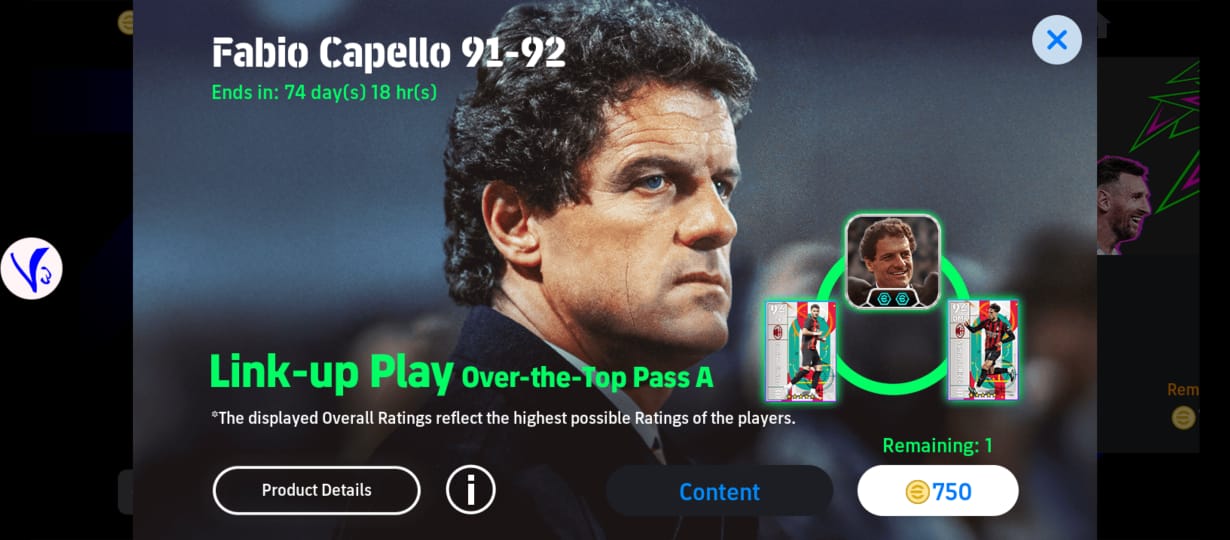 Fabio Capello 91-92
Ends in: 74 day(s) 18 hr(s)
Link-up Play Over-the-Top Pass A
*The displayed Overall Ratings reflect the highest possible Ratings of the players.
Remaining: 1
Product Details
i
Content
750
Rem